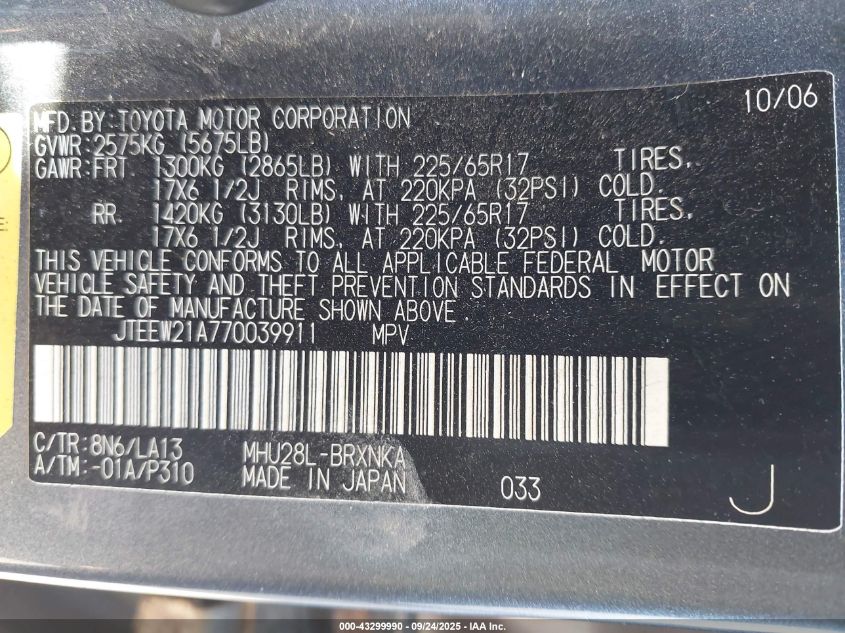 10/06
MFD. BY: TOYOTA MOTOR CORPORATION
GVWR: 2575KG (5675LB)
GAWR: FRT. 1300KG (2865LB) WITH 225/65R17 TIRES,
17X6 1/2J RIMS, AT 220KPA (32PSI) COLD.
RR. 1420KG (3130LB) WITH 225/65R17 TIRES,
17X6 1/2J RIMS, AT 220KPA (32PSI) COLD.
THIS VEHICLE CONFORMS TO ALL APPLICABLE FEDERAL MOTOR
VEHICLE SAFETY AND THEFT PREVENTION STANDARDS IN EFFECT ON
THE DATE OF MANUFACTURE SHOWN ABOVE.
JTEEW21A770039911 MPV
C/TR: 8N6/LA13 MHU28L-BRXNKA
A/TM: -01A/P310 MADE IN JAPAN 033 J
000-43299990 - 09/24/2025 - IAA Inc.